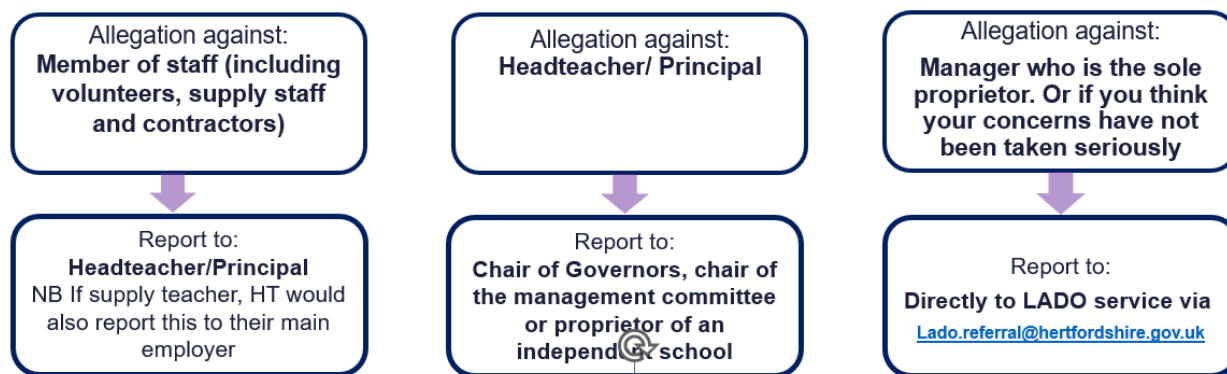 Allegation against:
Member of staff (including
volunteers, supply staff
and contractors)
Report to:
Headteacher/Principal
NB If supply teacher, HT would
also report this to their main
employer
Allegation against:
Headteacher/ Principal
Report to:
Chair of Governors, chair of
the management committee
or proprietor of an
independent school
Allegation against:
Manager who is the sole
proprietor. Or if you think
your concerns have not
been taken seriously
Report to:
Directly to LADO service via
Lado.referral@hertfordshire.gov.uk